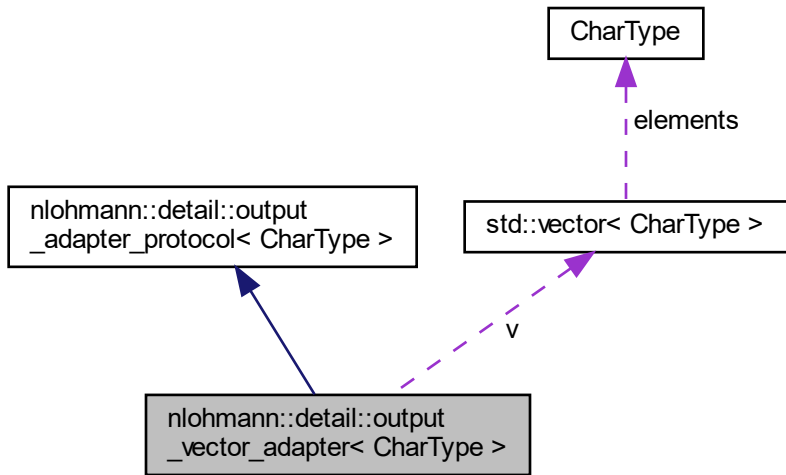 CharType
elements
nlohmann::detail::output
_adapter_protocol< CharType >
std::vector< CharType >
v
nlohmann::detail::output
_vector_adapter< CharType >